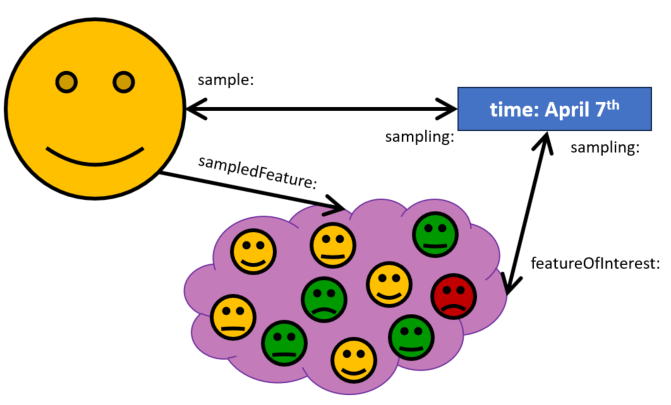 sample:
time: April 7th
sampling:
sampling:
sampledFeature:
featureOfInterest: